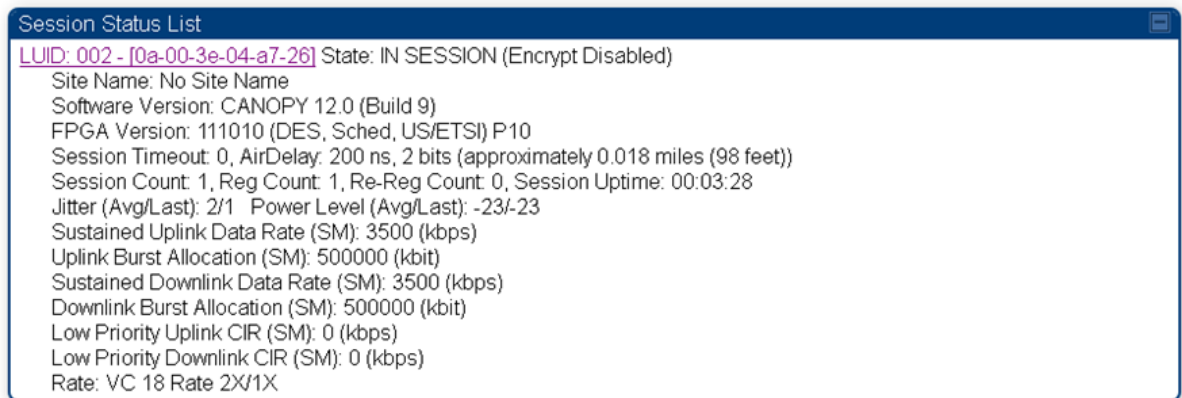 Session Status List
LUID: 002 - [0a-00-3e-04-a7-26] State: IN SESSION (Encrypt Disabled)
Site Name: No Site Name
Software Version: CANOPY 12.0 (Build 9)
FPGA Version: 111010 (DES, Sched, US/ETSI) P10
Session Timeout: 0, AirDelay: 200 ns, 2 bits (approximately 0.018 miles (98 feet))
Session Count: 1, Reg Count: 1, Re-Reg Count: 0, Session Uptime: 00:03:28
Jitter (Avg/Last): 2/1 Power Level (Avg/Last): -23/-23
Sustained Uplink Data Rate (SM): 3500 (kbps)
Uplink Burst Allocation (SM): 500000 (kbit)
Sustained Downlink Data Rate (SM): 3500 (kbps)
Downlink Burst Allocation (SM): 500000 (kbit)
Low Priority Uplink CIR (SM): 0 (kbps)
Low Priority Downlink CIR (SM): 0 (kbps)
Rate: VC 18 Rate 2X/1X